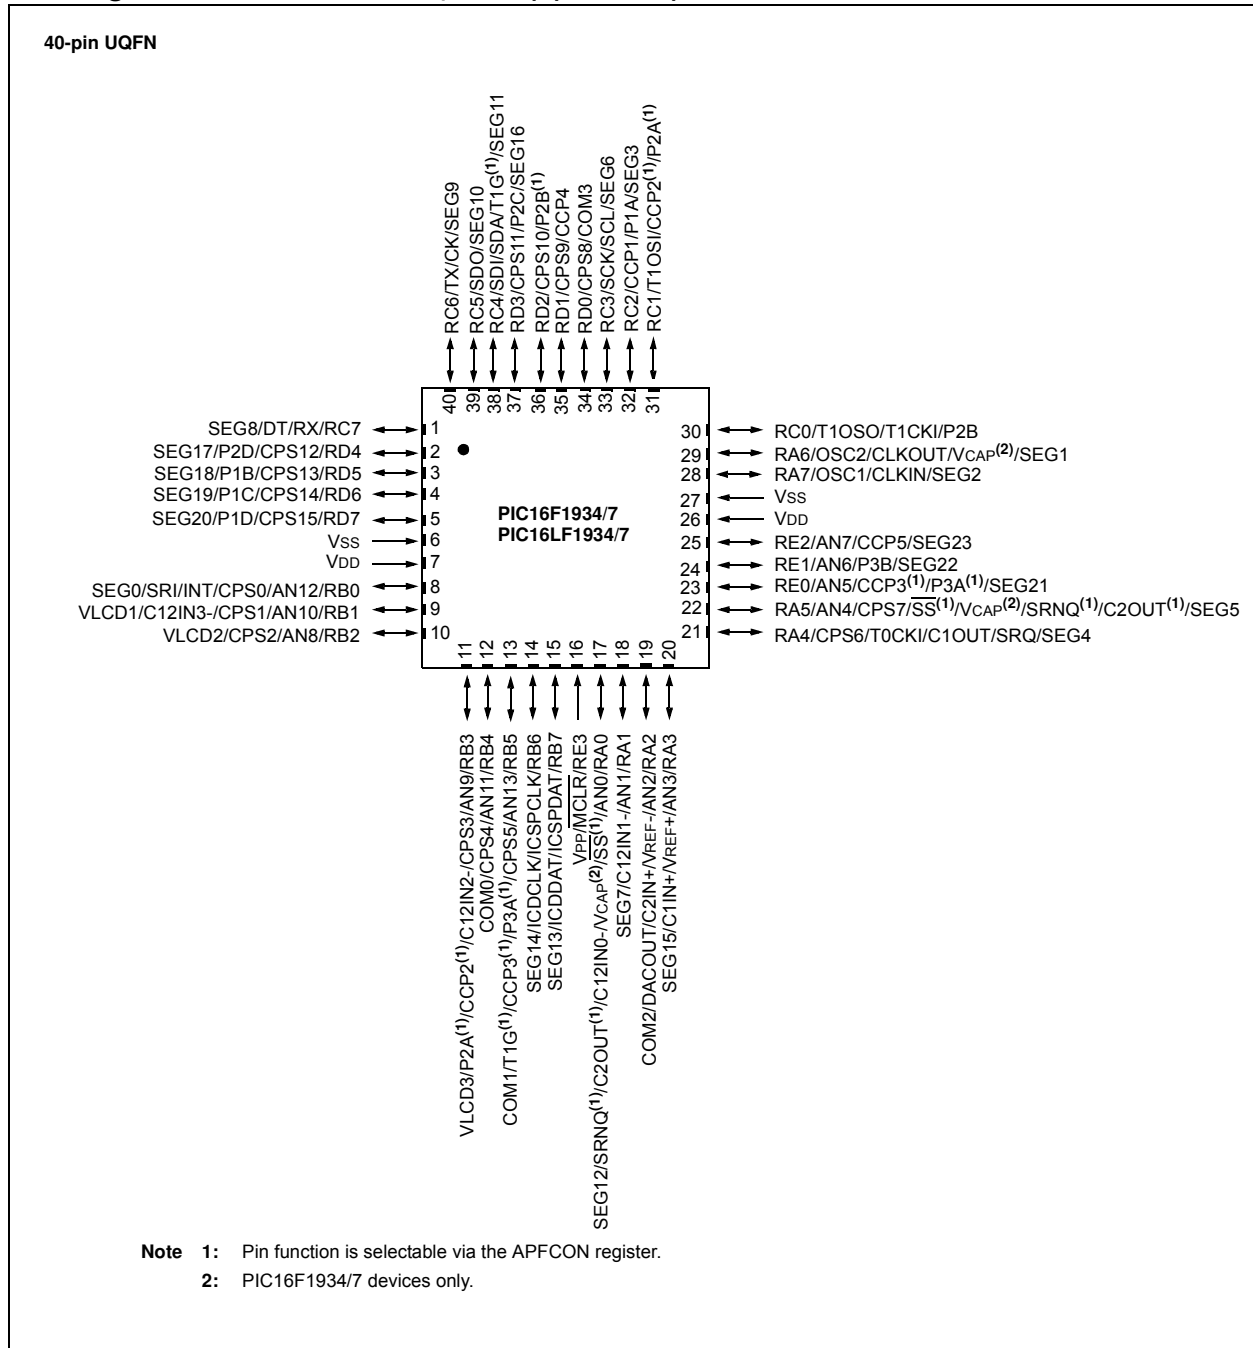 40-pin UQFN
RC6/TX/CK/SEG9
RC5/SDO/SEG10
RC4/SDI/SDA/T1G(1)/SEG11
RD3/CPS11/P2C/SEG16
RD2/CPS10/P2B(1)
RD1/CPS9/CCP4
RD0/CPS8/COM3
RC3/SCK/SCL/SEG6
RC2/CCP1/P1A/SEG3
RC1/T1OSI/CCP2(1)/P2A(1)
40
39
38
37
36
35
34
33
32
31
SEG8/DT/RX/RC7 1
SEG17/P2D/CPS12/RD4 2
SEG18/P1B/CPS13/RD5 3
SEG19/P1C/CPS14/RD6 4
SEG20/P1D/CPS15/RD7 5
VSS 6
VDD 7
SEG0/SRI/INT/CPS0/AN12/RB0 8
VLCD1/C12IN3-/CPS1/AN10/RB1 9
VLCD2/CPS2/AN8/RB2 10
PIC16F1934/7
PIC16LF1934/7
30 RC0/T1OSO/T1CKI/P2B
29 RA6/OSC2/CLKOUT/VCAP(2)/SEG1
28 RA7/OSC1/CLKIN/SEG2
27 VSS
26 VDD
25 RE2/AN7/CCP5/SEG23
24 RE1/AN6/P3B/SEG22
23 RE0/AN5/CCP3(1)/P3A(1)/SEG21
22 RA5/AN4/CPS7/SS(1)/VCAP(2)/SRNQ(1)/C2OUT(1)/SEG5
21 RA4/CPS6/T0CKI/C1OUT/SRQ/SEG4
11
12
13
14
15
16
17
18
19
20
VLCD3/P2A(1)/CCP2(1)/C12IN2-/CPS3/AN9/RB3
COM0/CPS4/AN11/RB4
COM1/T1G(1)/CCP3(1)/P3A(1)/CPS5/AN13/RB5
SEG14/ICDCLK/ICSPCLK/RB6
SEG13/ICDDAT/ICSPDAT/RB7
VPP/MCLR/RE3
SEG12/SRNQ(1)/C2OUT(1)/C12IN0-/VCAP(2)/SS(1)/AN0/RA0
SEG7/C12IN1-/AN1/RA1
COM2/DACOUT/C2IN+/VREF-/AN2/RA2
SEG15/C1IN+/VREF+/AN3/RA3
Note 1: Pin function is selectable via the APFCON register.
2: PIC16F1934/7 devices only.